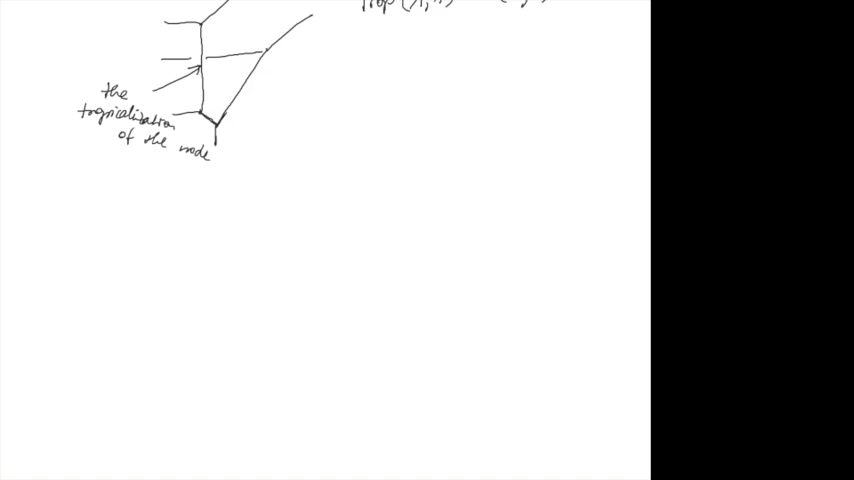 the
tropicalization
of the node